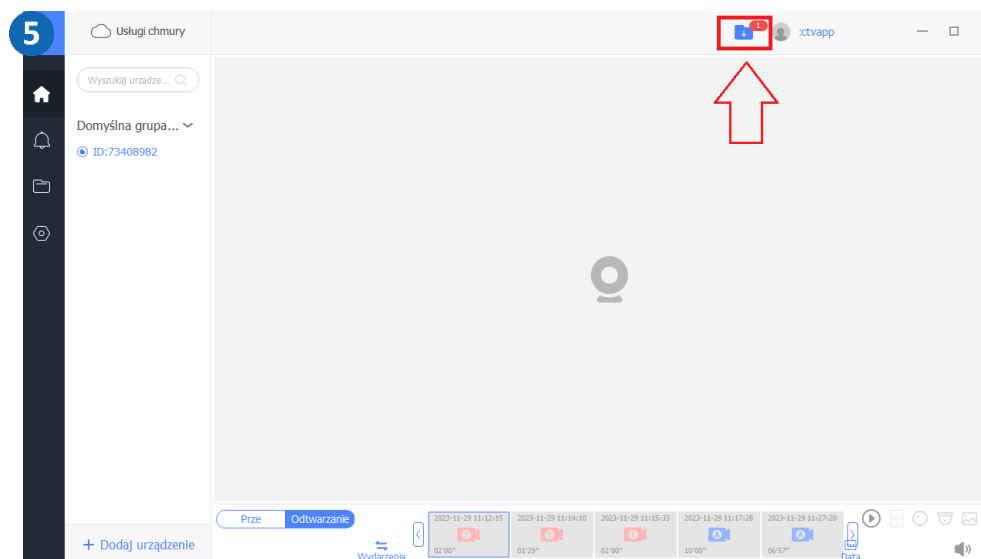 5
Usługi chmury
1
:ctvapp
Wyszukaj urządze...
Domyślna grupa...
ID:73408982
Prze
Odtwarzanie
2023-11-29 11:12:15
2023-11-29 11:14:10
2023-11-29 11:15:33
2023-11-29 11:17:28
2023-11-29 11:27:20
A
A
02'00"
01'29"
02'00"
10'00"
06'57"
+ Dodaj urządzenie
Wydarzenia
Data